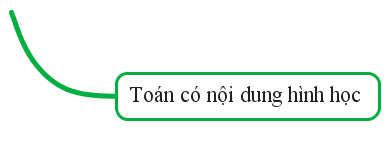 Toán có nội dung hình học